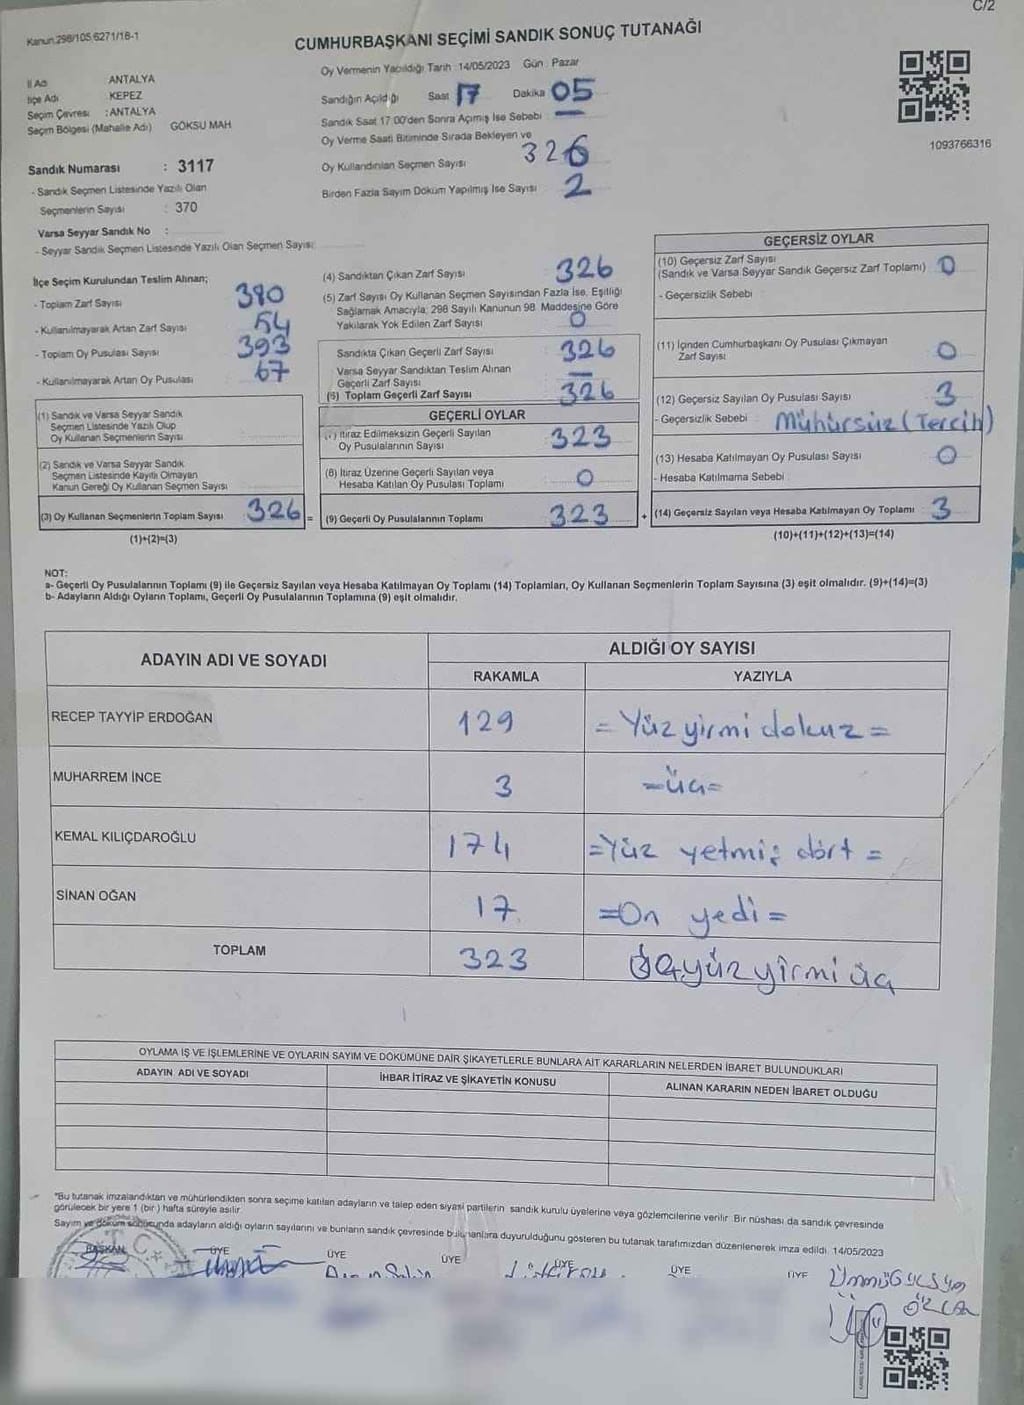 C/2
Kanun.298/105,6271/18-1
CUMHURBAŞKANI SEÇİMİ SANDIK SONUÇ TUTANAĞI
İl Adı ANTALYA
İlçe Adı KEPEZ
Seçim Çevresi : ANTALYA
Seçim Bölgesi (Mahalle Adı) GÖKSU MAH
Sandık Numarası : 3117
- Sandık Seçmen Listesinde Yazılı Olan
Seçmenlerin Sayısı : 370
Varsa Seyyar Sandık No :
- Seyyar Sandık Seçmen Listesinde Yazılı Olan Seçmen Sayısı:
Oy Vermenin Yapıldığı Tarih :14/05/2023 Gün : Pazar
Sandığın Açıldığı Saat 17 Dakika 05
Sandık Saat 17.00'den Sonra Açımış İse Sebebi : —
Oy Verme Saati Bitiminde Sırada Bekleyen ve
Oy Kullandırılan Seçmen Sayısı 326
Birden Fazla Sayım Döküm Yapılmış İse Sayısı 2
1093766316
İlçe Seçim Kurulundan Teslim Alınan;
- Toplam Zarf Sayısı 380
- Kullanılmayarak Artan Zarf Sayısı 54
- Toplam Oy Pusulası Sayısı 393
- Kullanılmayarak Artan Oy Pusulası 67
(1) Sandık ve Varsa Seyyar Sandık
Seçmen Listesinde Yazılı Olup
Oy Kullanan Seçmenlerin Sayısı
(2) Sandık ve Varsa Seyyar Sandık
Seçmen Listesinde Kayıtlı Olmayan
Kanun Gereği Oy Kullanan Seçmen Sayısı
(3) Oy Kullanan Seçmenlerin Toplam Sayısı 326 =
(1)+(2)=(3)
(4) Sandıktan Çıkan Zarf Sayısı 326
(5) Zarf Sayısı Oy Kullanan Seçmen Sayısından Fazla İse, Eşitliği
Sağlamak Amacıyla; 298 Sayılı Kanunun 98. Maddesine Göre
Yakılarak Yok Edilen Zarf Sayısı 0
Sandıkta Çıkan Geçerli Zarf Sayısı 326
Varsa Seyyar Sandıktan Teslim Alınan
Geçerli Zarf Sayısı —
(6) Toplam Geçerli Zarf Sayısı 326
GEÇERLİ OYLAR
(7) İtiraz Edilmeksizin Geçerli Sayılan
Oy Pusulalarının Sayısı 323
(8) İtiraz Üzerine Geçerli Sayılan veya
Hesaba Katılan Oy Pusulası Toplamı 0
(9) Geçerli Oy Pusulalarının Toplamı 323 +
GEÇERSİZ OYLAR
(10) Geçersiz Zarf Sayısı
(Sandık ve Varsa Seyyar Sandık Geçersiz Zarf Toplamı) 0
- Geçersizlik Sebebi :
(11) İçinden Cumhurbaşkanı Oy Pusulası Çıkmayan
Zarf Sayısı 0
(12) Geçersiz Sayılan Oy Pusulası Sayısı 3
- Geçersizlik Sebebi : Mühürsüz (Tercih)
(13) Hesaba Katılmayan Oy Pusulası Sayısı 0
- Hesaba Katılmama Sebebi :
(14) Geçersiz Sayılan veya Hesaba Katılmayan Oy Toplamı 3
(10)+(11)+(12)+(13)=(14)
NOT:
a- Geçerli Oy Pusulalarının Toplamı (9) ile Geçersiz Sayılan veya Hesaba Katılmayan Oy Toplamı (14) Toplamları, Oy Kullanan Seçmenlerin Toplam Sayısına (3) eşit olmalıdır. (9)+(14)=(3)
b- Adayların Aldığı Oyların Toplamı, Geçerli Oy Pusulalarının Toplamına (9) eşit olmalıdır.
ADAYIN ADI VE SOYADI ALDIĞI OY SAYISI
RAKAMLA YAZIYLA
RECEP TAYYİP ERDOĞAN 129 = Yüz yirmi dokuz =
MUHARREM İNCE 3 =üç=
KEMAL KILIÇDAROĞLU 174 =Yüz yetmiş dört =
SİNAN OĞAN 17 =On yedi =
TOPLAM 323 üçyüz yirmi üç
OYLAMA İŞ VE İŞLEMLERİNE VE OYLARIN SAYIM VE DÖKÜMÜNE DAİR ŞİKAYETLERLE BUNLARA AİT KARARLARIN NELERDEN İBARET BULUNDUKLARI
ADAYIN ADI VE SOYADI İHBAR İTİRAZ VE ŞİKAYETİN KONUSU ALINAN KARARIN NEDEN İBARET OLDUĞU
"Bu tutanak imzalandıktan ve mühürlendikten sonra seçime katılan adayların ve talep eden siyasi partilerin sandık kurulu üyelerine veya gözlemcilerine verilir. Bir nüshası da sandık çevresinde
görülecek bir yere 1 (bir) hafta süreyle asılır.
Sayım ve döküm sonucunda adayların aldığı oyların sayılarını ve bunların sandık çevresinde bulunanlara duyurulduğunu gösteren bu tutanak tarafımızdan düzenlenerek imza edildi. 14/05/2023
BAŞKAN ÜYE ÜYE ÜYE ÜYE ÜYE ÜYE
ÖZCAN